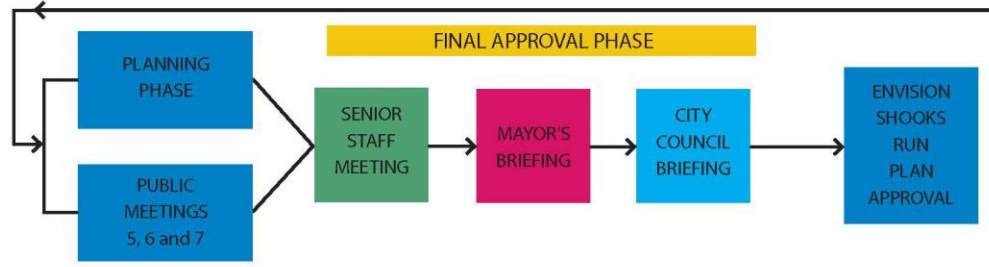 FINAL APPROVAL PHASE
PLANNING
PHASE
PUBLIC
MEETINGS
5, 6 and 7
SENIOR
STAFF
MEETING
MAYOR'S
BRIEFING
CITY
COUNCIL
BRIEFING
ENVISION
SHOOKS
RUN
PLAN
APPROVAL